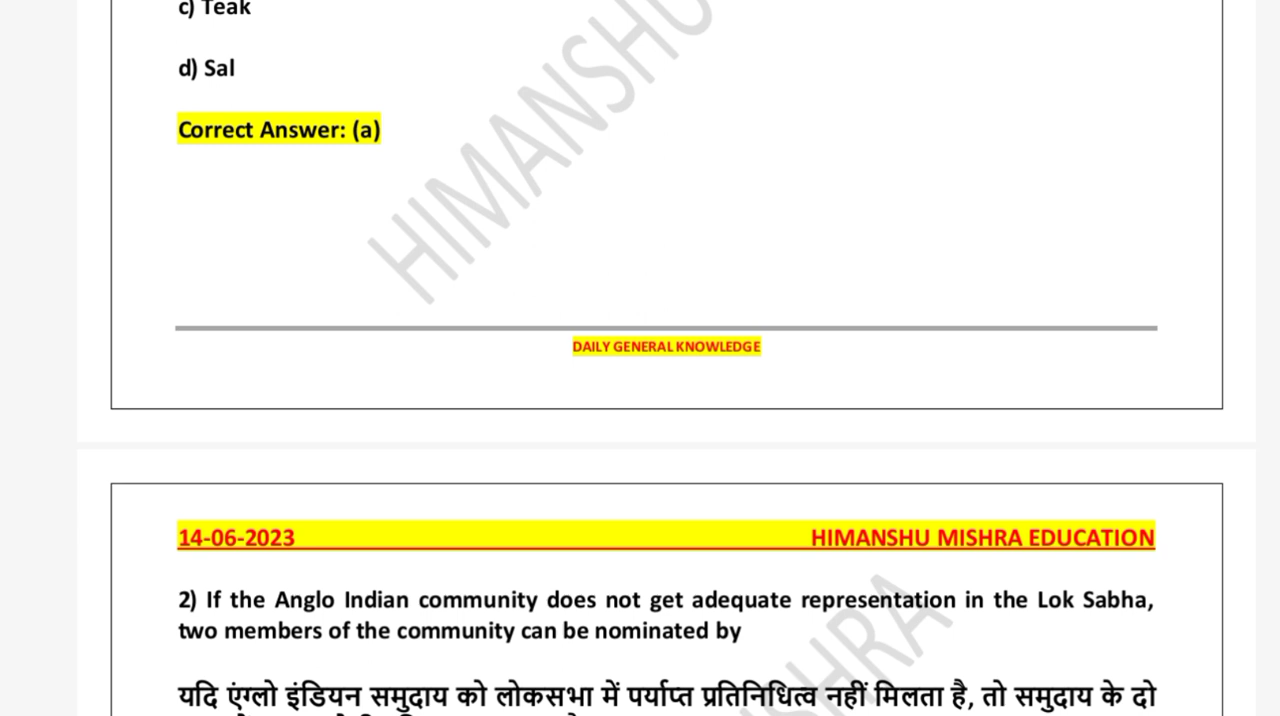 c) Teak
d) Sal
Correct Answer: (a)
HIMANSHU
DAILY GENERAL KNOWLEDGE
14-06-2023 HIMANSHU MISHRA EDUCATION
2) If the Anglo Indian community does not get adequate representation in the Lok Sabha,
two members of the community can be nominated by
SHRA
यदि एंग्लो इंडियन समुदाय को लोकसभा में पर्याप्त प्रतिनिधित्व नहीं मिलता है, तो समुदाय के दो